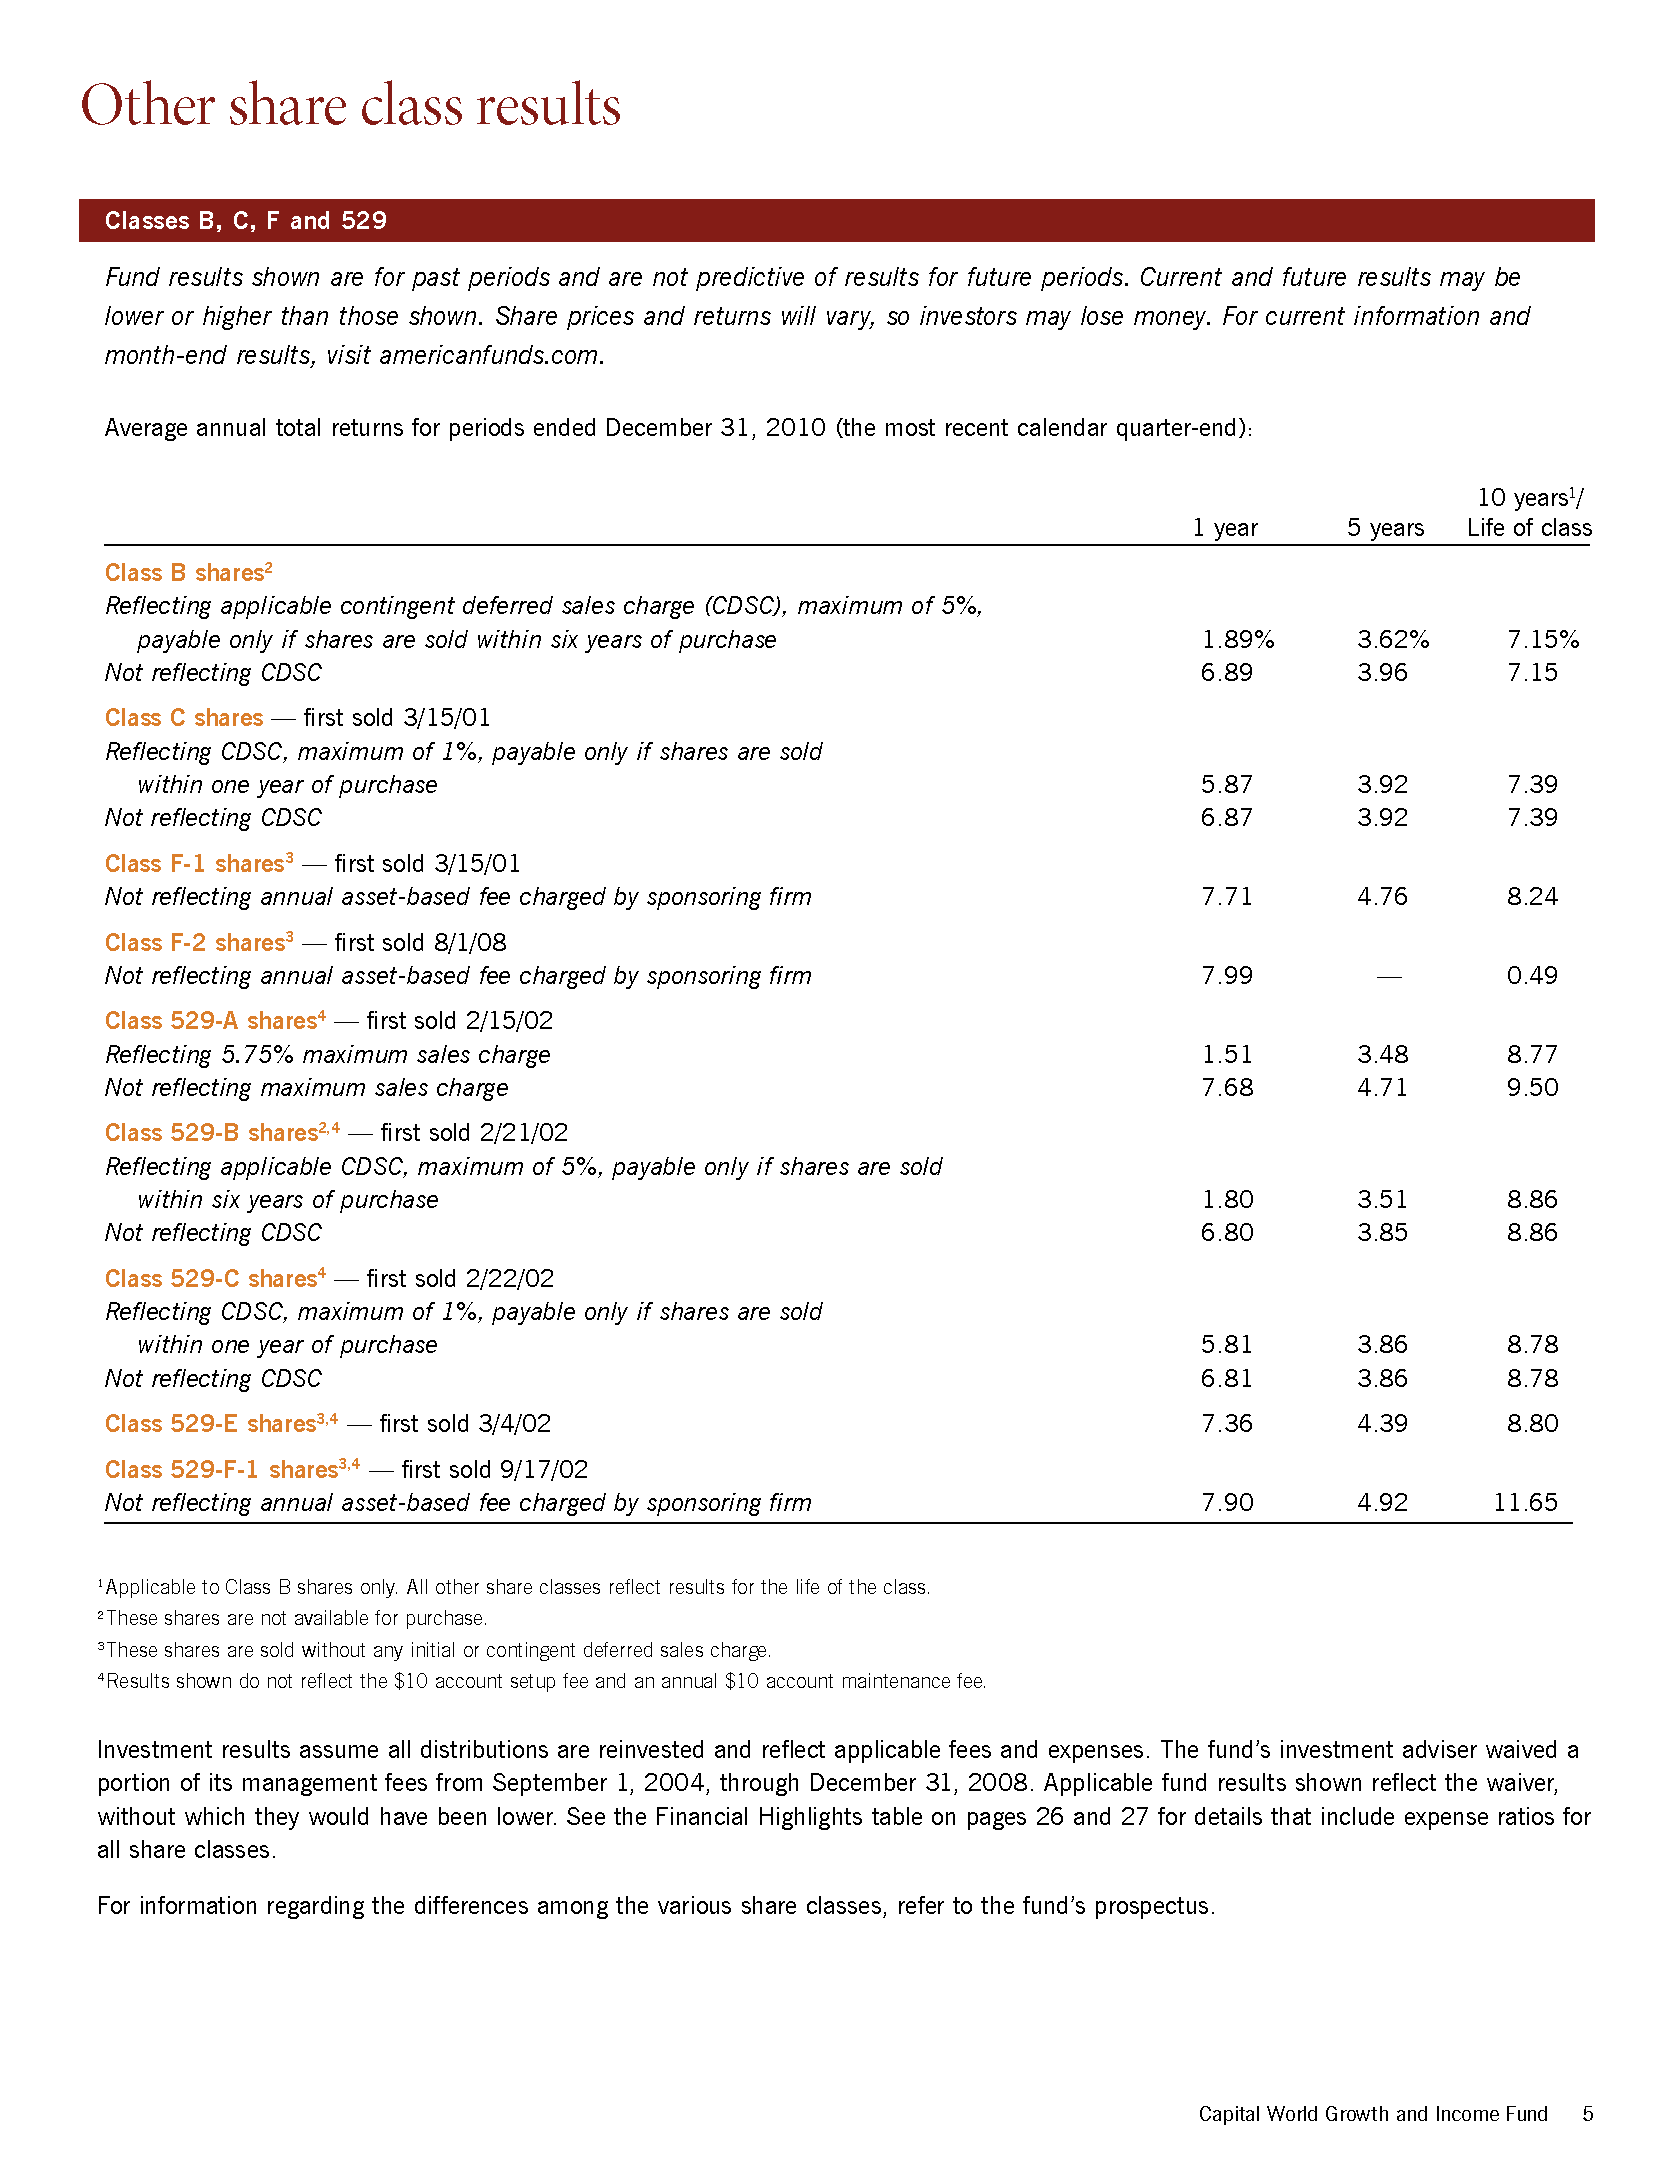 Other share class results
Classes B, C, F and 529
Fund results shown are for past periods and are not predictive of results for future periods. Current and future results may be
lower or higher than those shown. Share prices and returns will vary, so investors may lose money. For current information and
month-end results, visit americanfunds.com.
Average annual total returns for periods ended December 31, 2010 (the most recent calendar quarter-end):
10 years¹/
1 year 5 years Life of class
Class B shares²
Reflecting applicable contingent deferred sales charge (CDSC), maximum of 5%,
payable only if shares are sold within six years of purchase 1.89% 3.62% 7.15%
Not reflecting CDSC 6.89 3.96 7.15
Class C shares — first sold 3/15/01
Reflecting CDSC, maximum of 1%, payable only if shares are sold
within one year of purchase 5.87 3.92 7.39
Not reflecting CDSC 6.87 3.92 7.39
Class F-1 shares³ — first sold 3/15/01
Not reflecting annual asset-based fee charged by sponsoring firm 7.71 4.76 8.24
Class F-2 shares³ — first sold 8/1/08
Not reflecting annual asset-based fee charged by sponsoring firm 7.99 — 0.49
Class 529-A shares⁴ — first sold 2/15/02
Reflecting 5.75% maximum sales charge 1.51 3.48 8.77
Not reflecting maximum sales charge 7.68 4.71 9.50
Class 529-B shares²,⁴ — first sold 2/21/02
Reflecting applicable CDSC, maximum of 5%, payable only if shares are sold
within six years of purchase 1.80 3.51 8.86
Not reflecting CDSC 6.80 3.85 8.86
Class 529-C shares⁴ — first sold 2/22/02
Reflecting CDSC, maximum of 1%, payable only if shares are sold
within one year of purchase 5.81 3.86 8.78
Not reflecting CDSC 6.81 3.86 8.78
Class 529-E shares³,⁴ — first sold 3/4/02 7.36 4.39 8.80
Class 529-F-1 shares³,⁴ — first sold 9/17/02
Not reflecting annual asset-based fee charged by sponsoring firm 7.90 4.92 11.65
¹ Applicable to Class B shares only. All other share classes reflect results for the life of the class.
² These shares are not available for purchase.
³ These shares are sold without any initial or contingent deferred sales charge.
⁴ Results shown do not reflect the $10 account setup fee and an annual $10 account maintenance fee.
Investment results assume all distributions are reinvested and reflect applicable fees and expenses. The fund’s investment adviser waived a
portion of its management fees from September 1, 2004, through December 31, 2008. Applicable fund results shown reflect the waiver,
without which they would have been lower. See the Financial Highlights table on pages 26 and 27 for details that include expense ratios for
all share classes.
For information regarding the differences among the various share classes, refer to the fund’s prospectus.
Capital World Growth and Income Fund 5